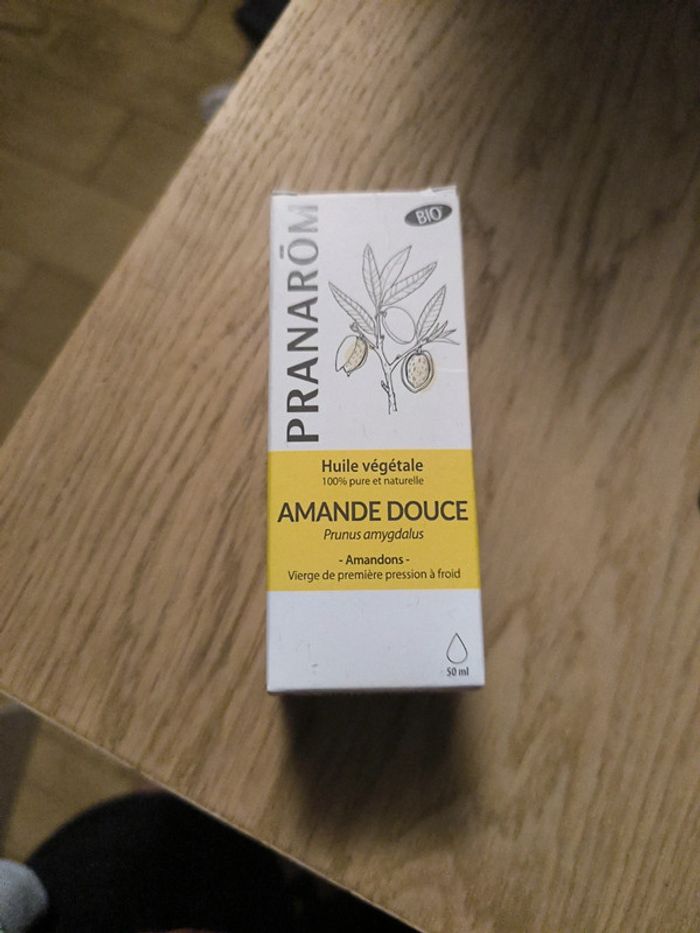 PRANARŌM
BIO
Huile végétale
100% pure et naturelle
AMANDE DOUCE
Prunus amygdalus
- Amandons -
Vierge de première pression à froid
50 ml